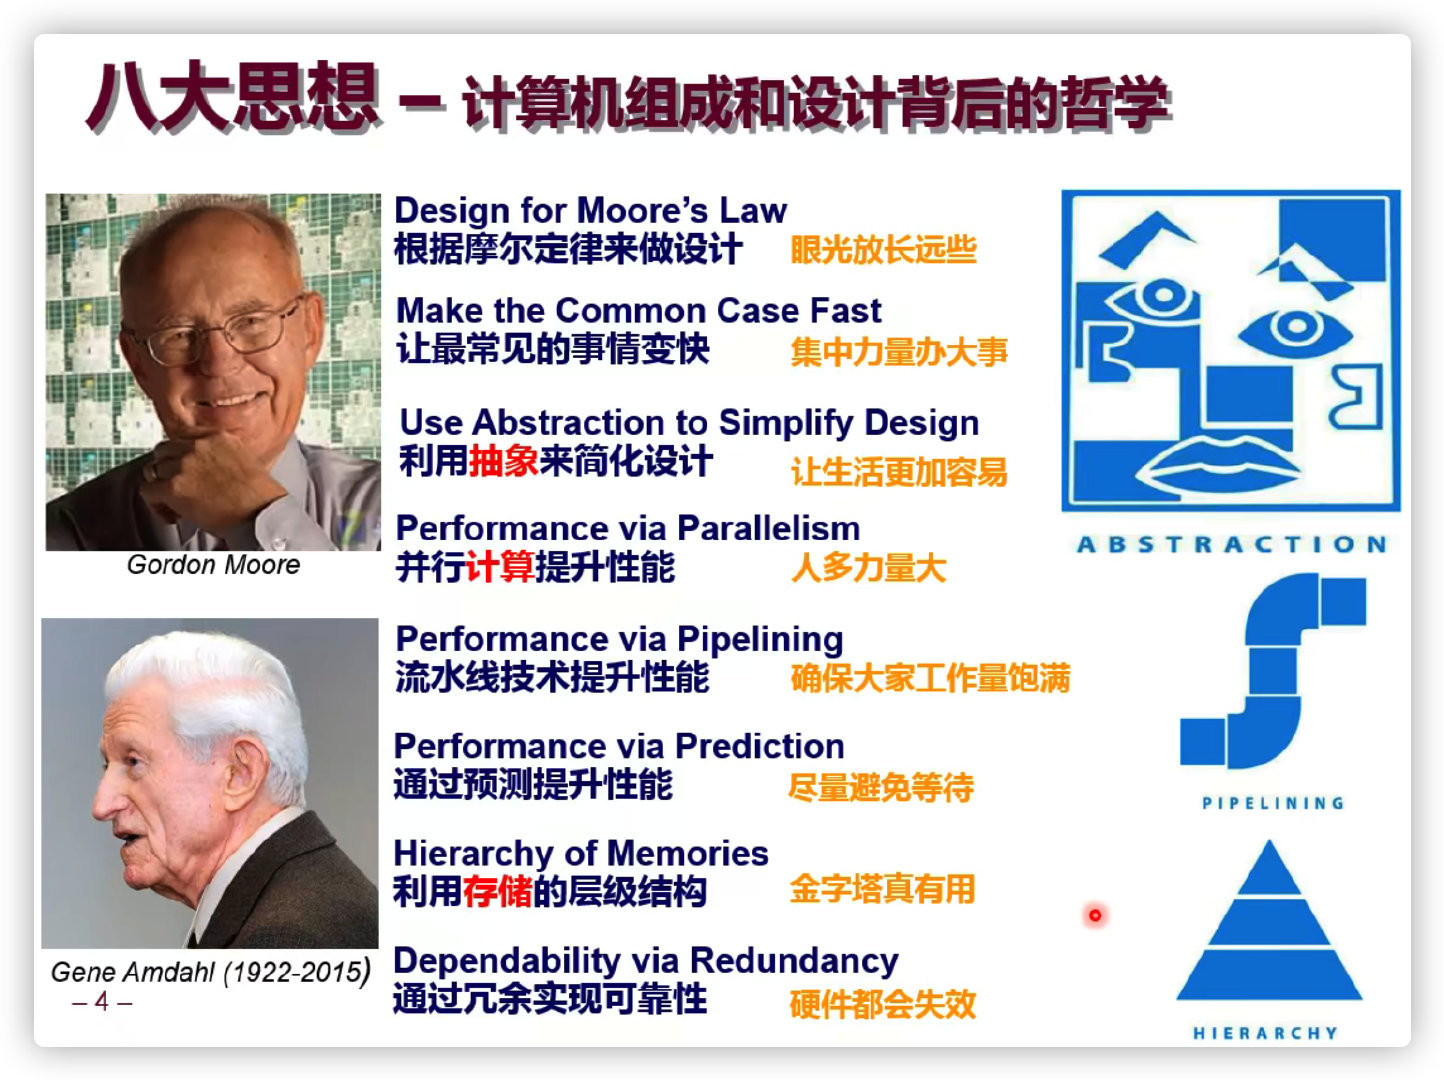 八大思想 – 计算机组成和设计背后的哲学
Design for Moore's Law
根据摩尔定律来做设计 眼光放长远些
Make the Common Case Fast
让最常见的事情变快 集中力量办大事
Use Abstraction to Simplify Design
利用抽象来简化设计 让生活更加容易
Performance via Parallelism
并行计算提升性能 人多力量大
Performance via Pipelining
流水线技术提升性能 确保大家工作量饱满
Performance via Prediction
通过预测提升性能 尽量避免等待
Hierarchy of Memories
利用存储的层级结构 金字塔真有用
Dependability via Redundancy
通过冗余实现可靠性 硬件都会失效
Gordon Moore
Gene Amdahl (1922-2015)
– 4 –
ABSTRACTION
PIPELINING
HIERARCHY